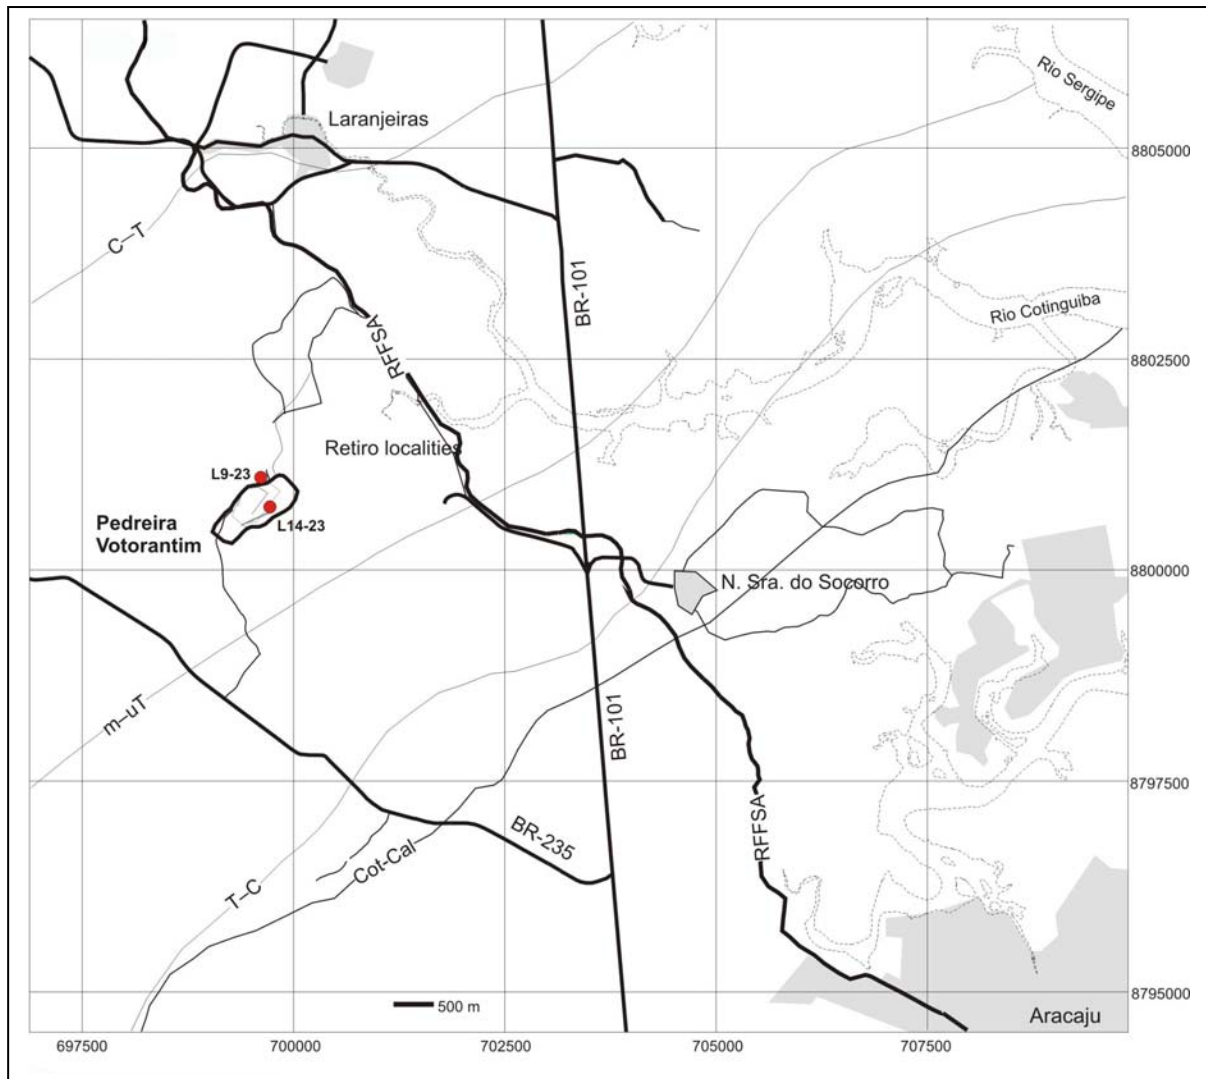 Rio Sergipe
Laranjeiras
8805000
C–T
BR-101
Rio Cotinguiba
RFFSA
8802500
Retiro localities
L9-23
L14-23
Pedreira
Votorantim
8800000
N. Sra. do Socorro
m–uT
BR-101
8797500
RFFSA
BR-235
Cot-Cal
T–C
500 m
8795000
Aracaju
697500
700000
702500
705000
707500